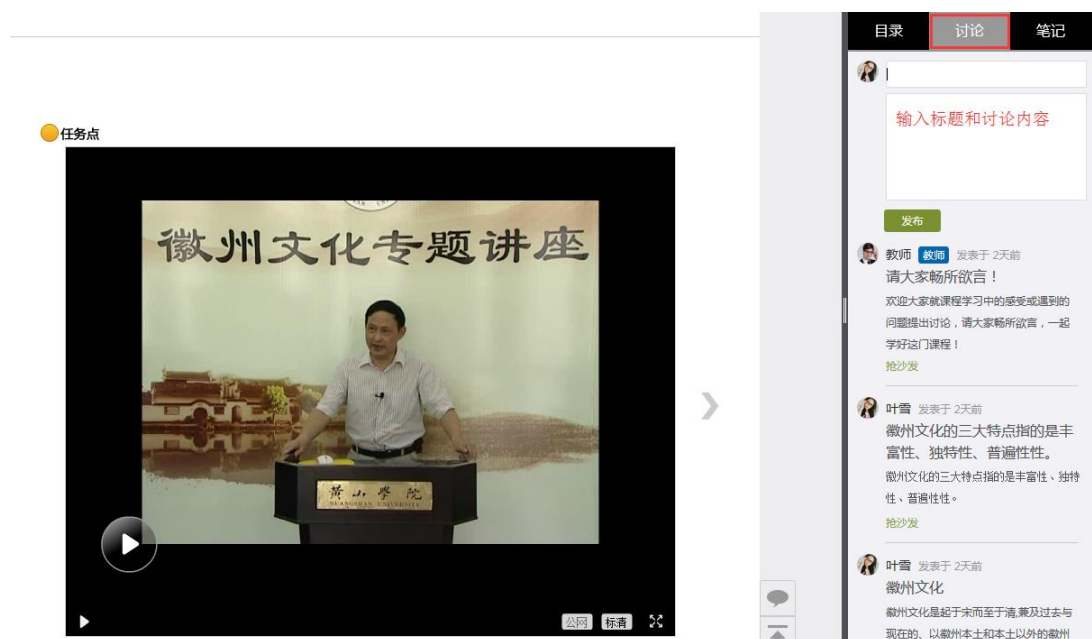 目录
讨论
笔记
输入标题和讨论内容
发布
任务点
徽州文化专题讲座
黄山学院
HUANGSHAN UNIVERSITY
公网
标清
教师 教师 发表于 2天前
请大家畅所欲言！
欢迎大家就课程学习中的感受或遇到的
问题提出讨论，请大家畅所欲言，一起
学好这门课程！
抢沙发
叶雪 发表于 2天前
徽州文化的三大特点指的是丰
富性、独特性、普遍性性。
徽州文化的三大特点指的是丰富性、独特
性、普遍性性。
抢沙发
叶雪 发表于 2天前
徽州文化
徽州文化是起于宋而至于清,兼及过去与
现在的、以徽州本土和本土以外的徽州